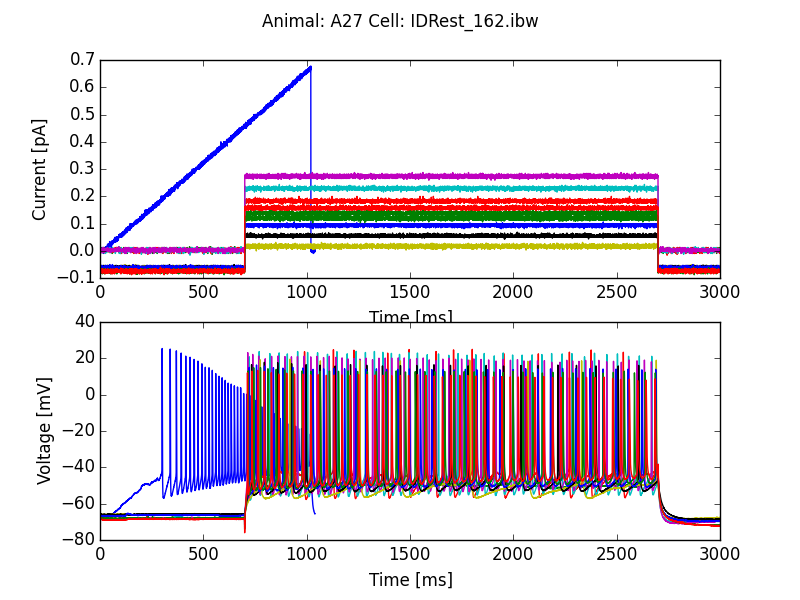 Animal: A27 Cell: IDRest_162.ibw
0.7
0.6
0.5
0.4
0.3
0.2
0.1
0.0
−0.1
Current [pA]
0 500 1000 1500 2000 2500 3000
Time [ms]
40
20
0
−20
−40
−60
−80
Voltage [mV]
0 500 1000 1500 2000 2500 3000
Time [ms]